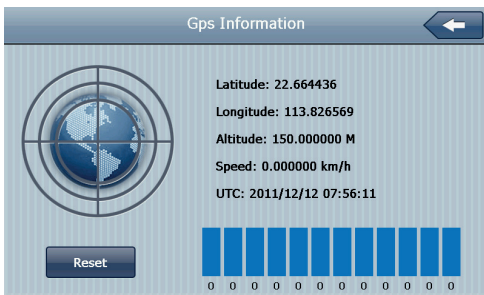 Gps Information
Latitude: 22.664436
Longitude: 113.826569
Altitude: 150.000000 M
Speed: 0.000000 km/h
UTC: 2011/12/12 07:56:11
Reset
0 0 0 0 0 0 0 0 0 0 0 0